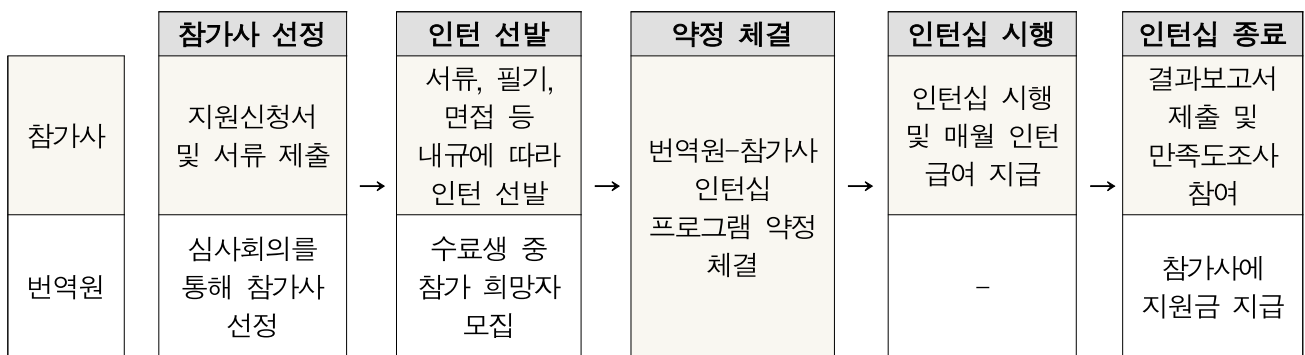 참가사 선정
인턴 선발
약정 체결
인턴십 시행
인턴십 종료
참가사
지원신청서
및 서류 제출
→
서류, 필기,
면접 등
내규에 따라
인턴 선발
→
번역원–참가사
인턴십
프로그램 약정
체결
→
인턴십 시행
및 매월 인턴
급여 지급
→
결과보고서
제출 및
만족도조사
참여
번역원
심사회의를
통해 참가사
선정
수료생 중
참가 희망자
모집
–
참가사에
지원금 지급